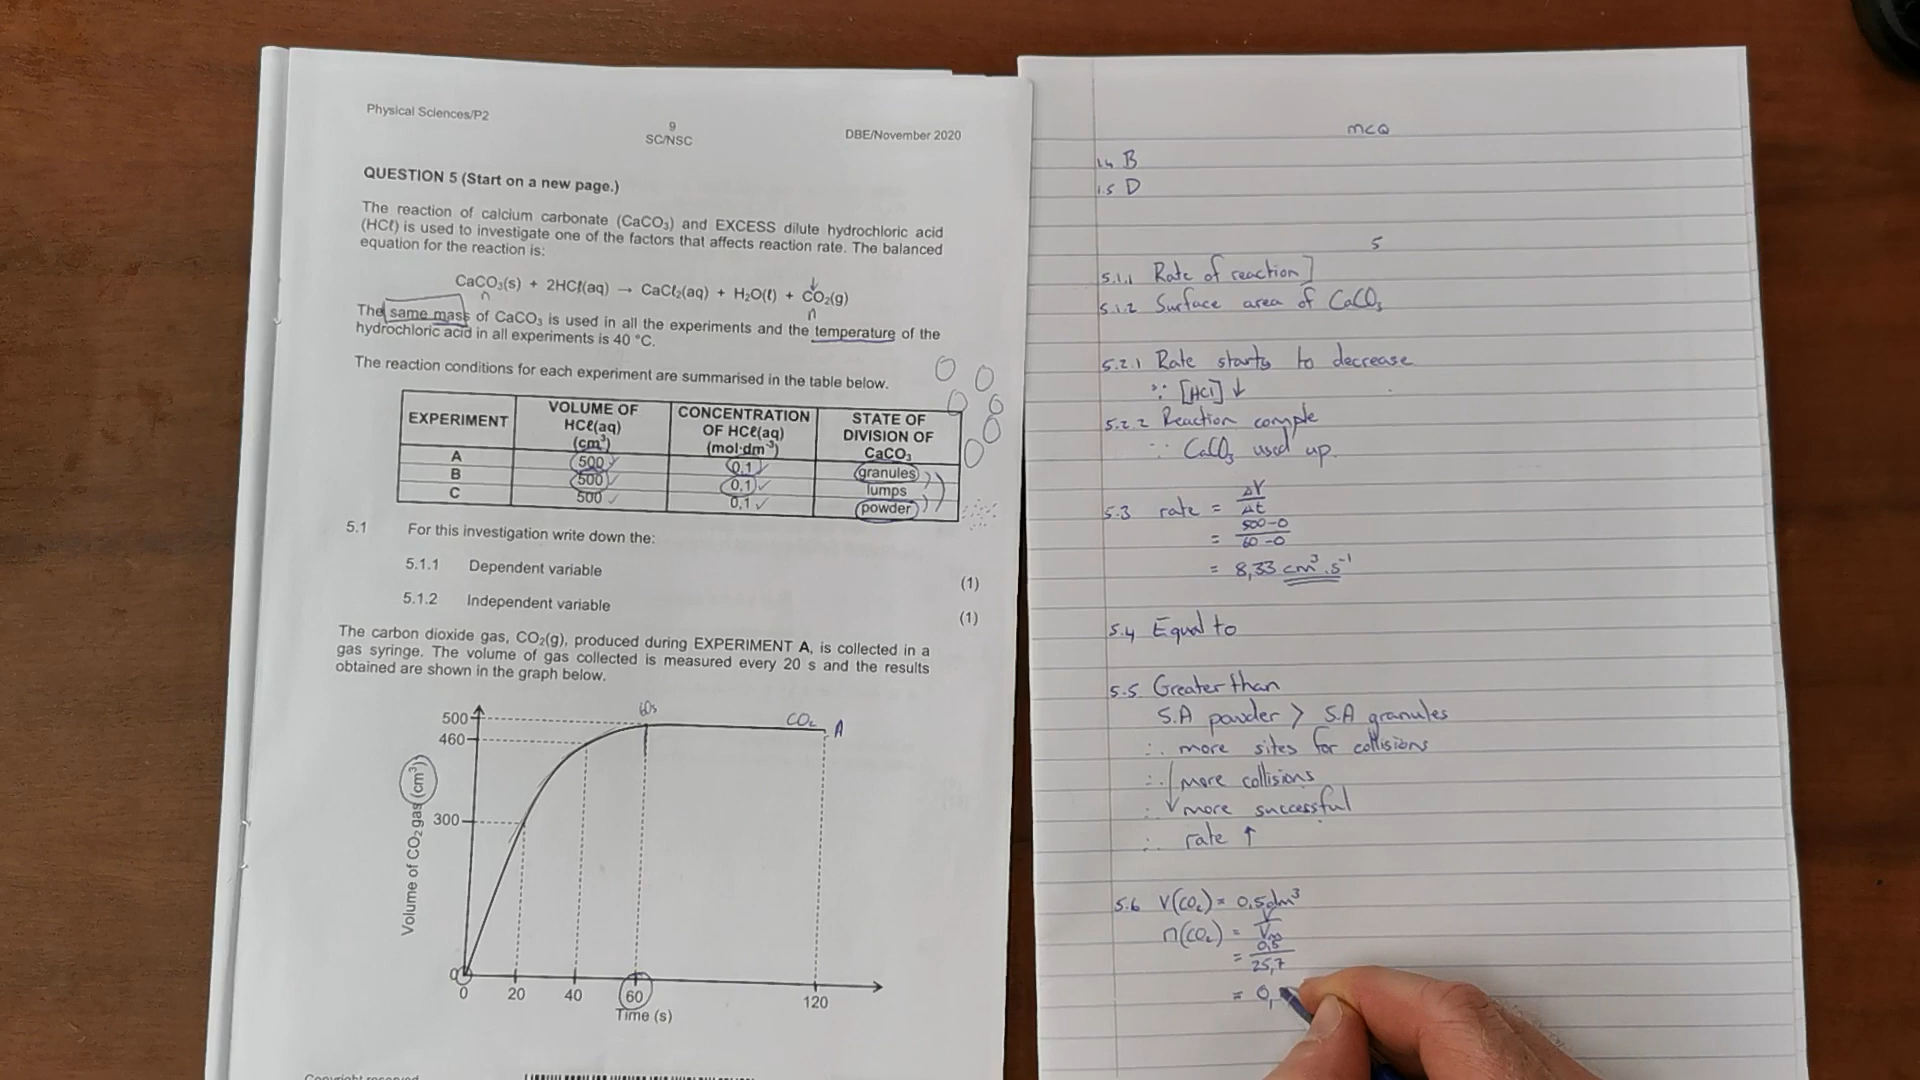 Physical Sciences/P2
9
SC/NSC
DBE/November 2020
QUESTION 5 (Start on a new page.)
The reaction of calcium carbonate (CaCO₃) and EXCESS dilute hydrochloric acid
(HCℓ) is used to investigate one of the factors that affects reaction rate. The balanced
equation for the reaction is:
CaCO₃(s) + 2HCℓ(aq) → CaCℓ₂(aq) + H₂O(ℓ) + CO₂(g)
n
n
The same mass of CaCO₃ is used in all the experiments and the temperature of the
hydrochloric acid in all experiments is 40 °C.
The reaction conditions for each experiment are summarised in the table below.
EXPERIMENT
VOLUME OF
HCℓ(aq)
(cm³)
CONCENTRATION
OF HCℓ(aq)
(mol·dm⁻³)
STATE OF
DIVISION OF
CaCO₃
A 500 0,1 granules
B 500 0,1 lumps
C 500 0,1 powder
5.1 For this investigation write down the:
5.1.1 Dependent variable (1)
5.1.2 Independent variable (1)
The carbon dioxide gas, CO₂(g), produced during EXPERIMENT A, is collected in a
gas syringe. The volume of gas collected is measured every 20 s and the results
obtained are shown in the graph below.
60s
CO₂ A
500
460
300
0
Volume of CO₂ gas (cm³)
0 20 40 60 120
Time (s)
Copyright reserved
MCQ
1.4 B
1.5 D
5
5.1.1 Rate of reaction]
5.1.2 Surface area of CaCO₃
5.2.1 Rate starts to decrease
∵ [HCl] ↓
5.2.2 Reaction comple
∵ CaCO₃ used up.
5.3 rate = ΔV/Δt
= 500-0/60-0
= 8,33 cm³.s⁻¹
5.4 Equal to
5.5 Greater than
S.A powder > S.A granules
∴ more sites for collisions
∴ more collisions
∴ more successful
∴ rate ↑
5.6 V(CO₂) = 0,5dm³
n(CO₂) = V/Vm
= 0,5/25,7
= 0,